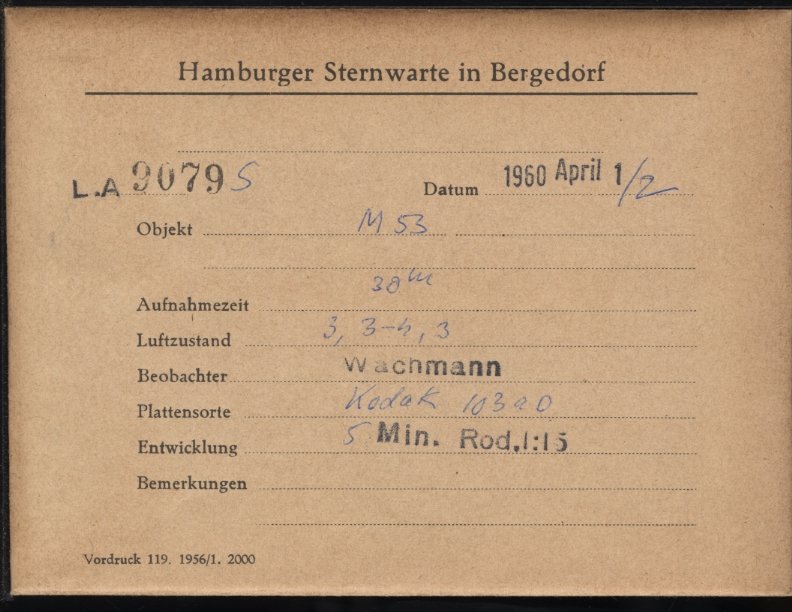 Hamburger Sternwarte in Bergedorf
L.A 9079 S Datum 1960 April 1/2
Objekt M 53
Aufnahmezeit 30m
Luftzustand 3, 3-4, 3
Beobachter Wachmann
Plattensorte Kodak 103aO
Entwicklung 5 Min. Rod.1:15
Bemerkungen
Vordruck 119. 1956/1. 2000